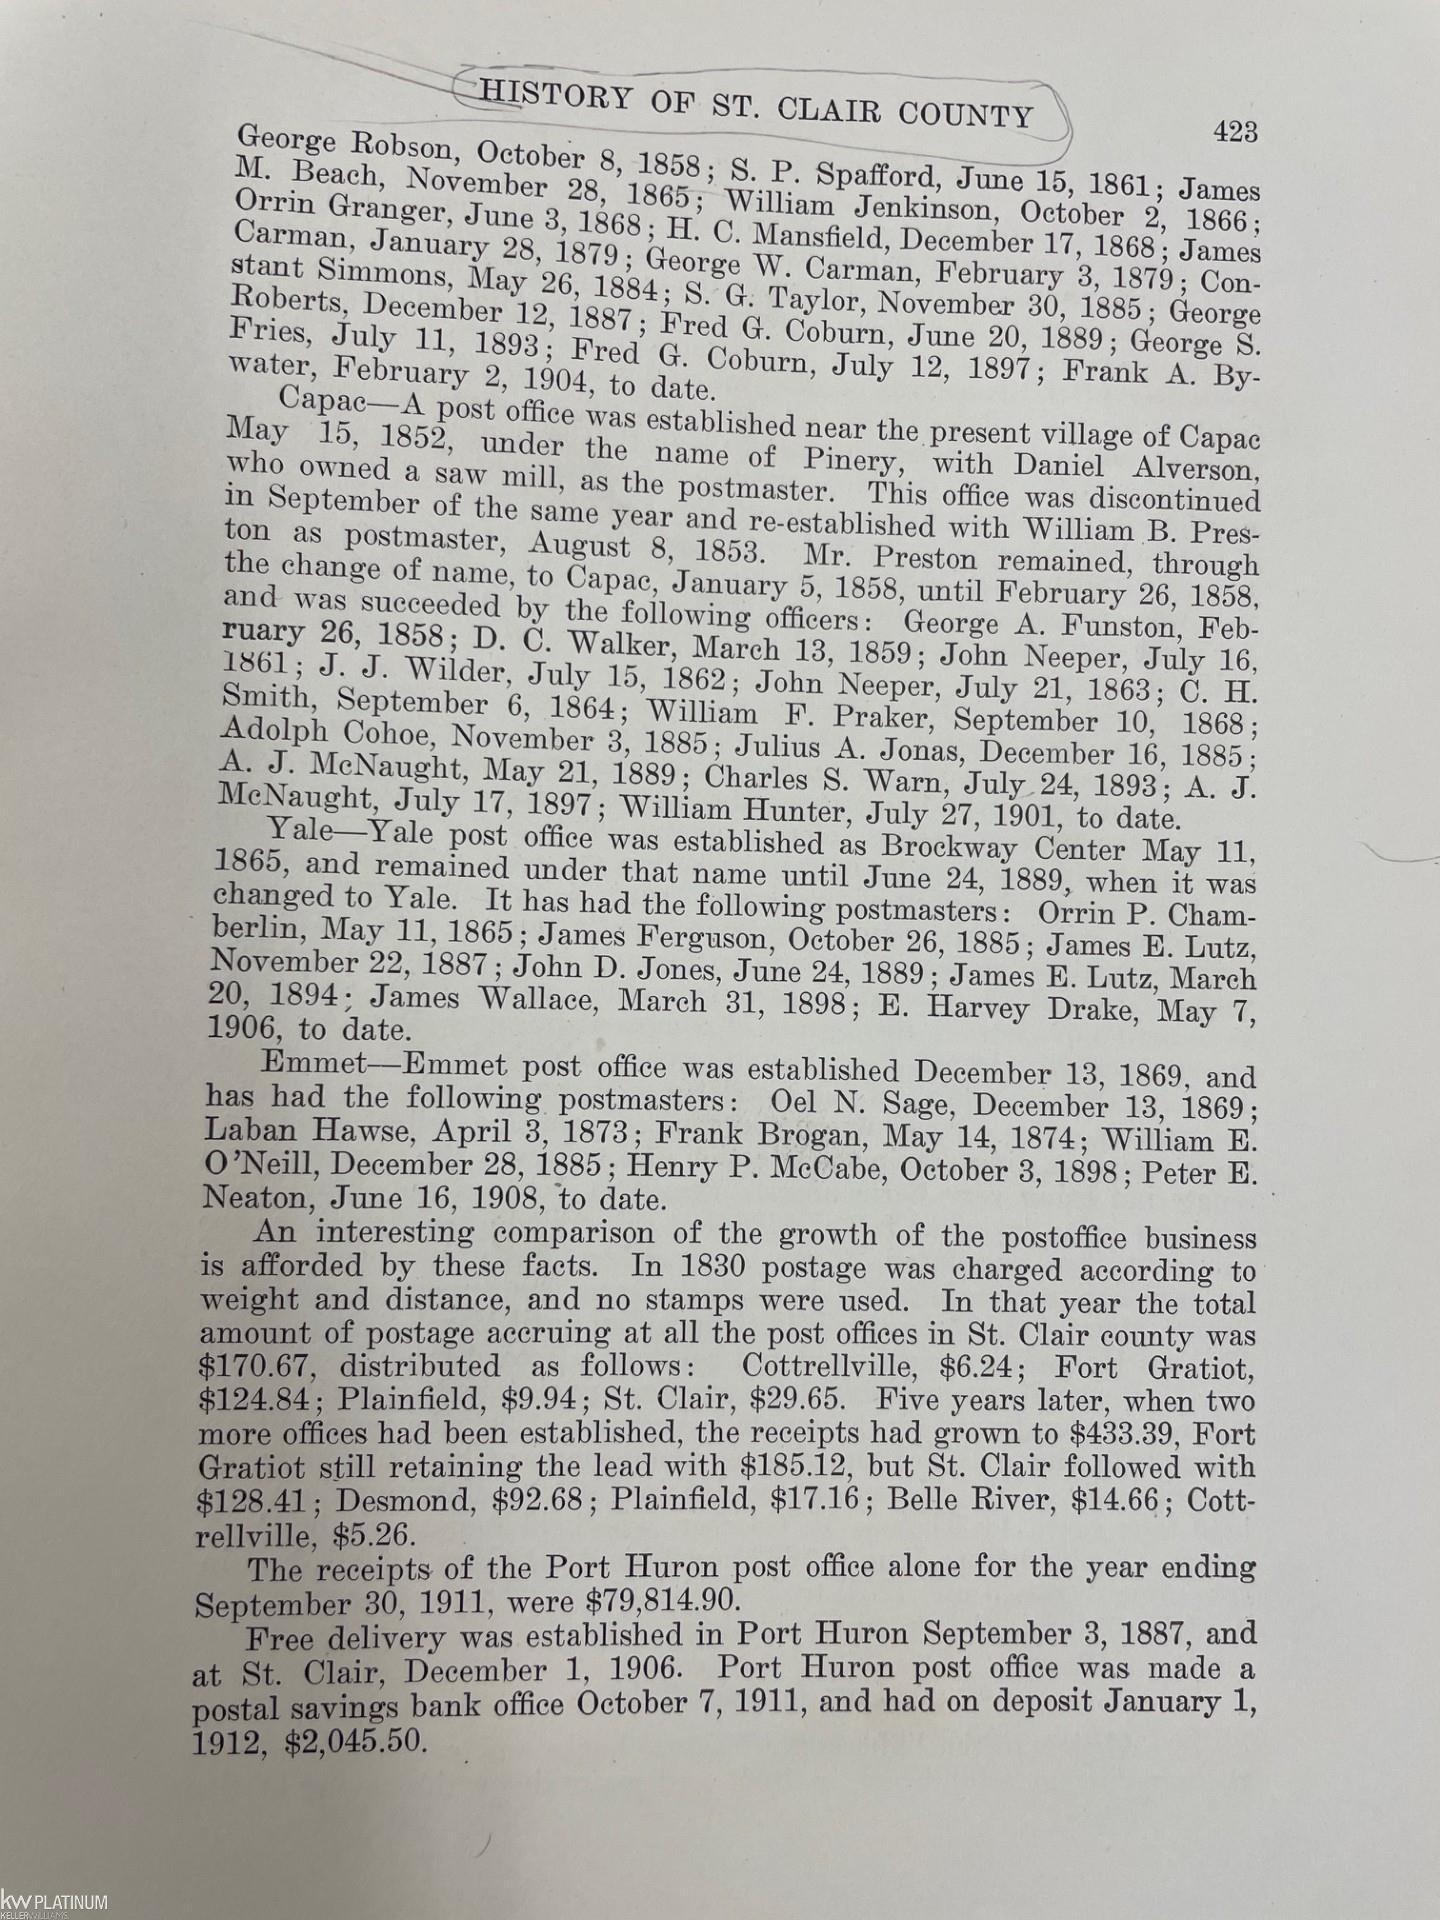 HISTORY OF ST. CLAIR COUNTY
423
George Robson, October 8, 1858; S. P. Spafford, June 15, 1861; James
M. Beach, November 28, 1865; William Jenkinson, October 2, 1866;
Orrin Granger, June 3, 1868; H. C. Mansfield, December 17, 1868; James
Carman, January 28, 1879; George W. Carman, February 3, 1879; Con-
stant Simmons, May 26, 1884; S. G. Taylor, November 30, 1885; George
Roberts, December 12, 1887; Fred G. Coburn, June 20, 1889; George S.
Fries, July 11, 1893; Fred G. Coburn, July 12, 1897; Frank A. By-
water, February 2, 1904, to date.
Capac—A post office was established near the present village of Capac
May 15, 1852, under the name of Pinery, with Daniel Alverson,
who owned a saw mill, as the postmaster. This office was discontinued
in September of the same year and re-established with William B. Pres-
ton as postmaster, August 8, 1853. Mr. Preston remained, through
the change of name, to Capac, January 5, 1858, until February 26, 1858,
and was succeeded by the following officers: George A. Funston, Feb-
ruary 26, 1858; D. C. Walker, March 13, 1859; John Neeper, July 16,
1861; J. J. Wilder, July 15, 1862; John Neeper, July 21, 1863; C. H.
Smith, September 6, 1864; William F. Praker, September 10, 1868;
Adolph Cohoe, November 3, 1885; Julius A. Jonas, December 16, 1885;
A. J. McNaught, May 21, 1889; Charles S. Warn, July 24, 1893; A. J.
McNaught, July 17, 1897; William Hunter, July 27, 1901, to date.
Yale—Yale post office was established as Brockway Center May 11,
1865, and remained under that name until June 24, 1889, when it was
changed to Yale. It has had the following postmasters: Orrin P. Cham-
berlin, May 11, 1865; James Ferguson, October 26, 1885; James E. Lutz,
November 22, 1887; John D. Jones, June 24, 1889; James E. Lutz, March
20, 1894; James Wallace, March 31, 1898; E. Harvey Drake, May 7,
1906, to date.
Emmet—Emmet post office was established December 13, 1869, and
has had the following postmasters: Oel N. Sage, December 13, 1869;
Laban Hawse, April 3, 1873; Frank Brogan, May 14, 1874; William E.
O'Neill, December 28, 1885; Henry P. McCabe, October 3, 1898; Peter E.
Neaton, June 16, 1908, to date.
An interesting comparison of the growth of the postoffice business
is afforded by these facts. In 1830 postage was charged according to
weight and distance, and no stamps were used. In that year the total
amount of postage accruing at all the post offices in St. Clair county was
$170.67, distributed as follows: Cottrellville, $6.24; Fort Gratiot,
$124.84; Plainfield, $9.94; St. Clair, $29.65. Five years later, when two
more offices had been established, the receipts had grown to $433.39, Fort
Gratiot still retaining the lead with $185.12, but St. Clair followed with
$128.41; Desmond, $92.68; Plainfield, $17.16; Belle River, $14.66; Cott-
rellville, $5.26.
The receipts of the Port Huron post office alone for the year ending
September 30, 1911, were $79,814.90.
Free delivery was established in Port Huron September 3, 1887, and
at St. Clair, December 1, 1906. Port Huron post office was made a
postal savings bank office October 7, 1911, and had on deposit January 1,
1912, $2,045.50.
kw PLATINUM
KELLERWILLIAMS.